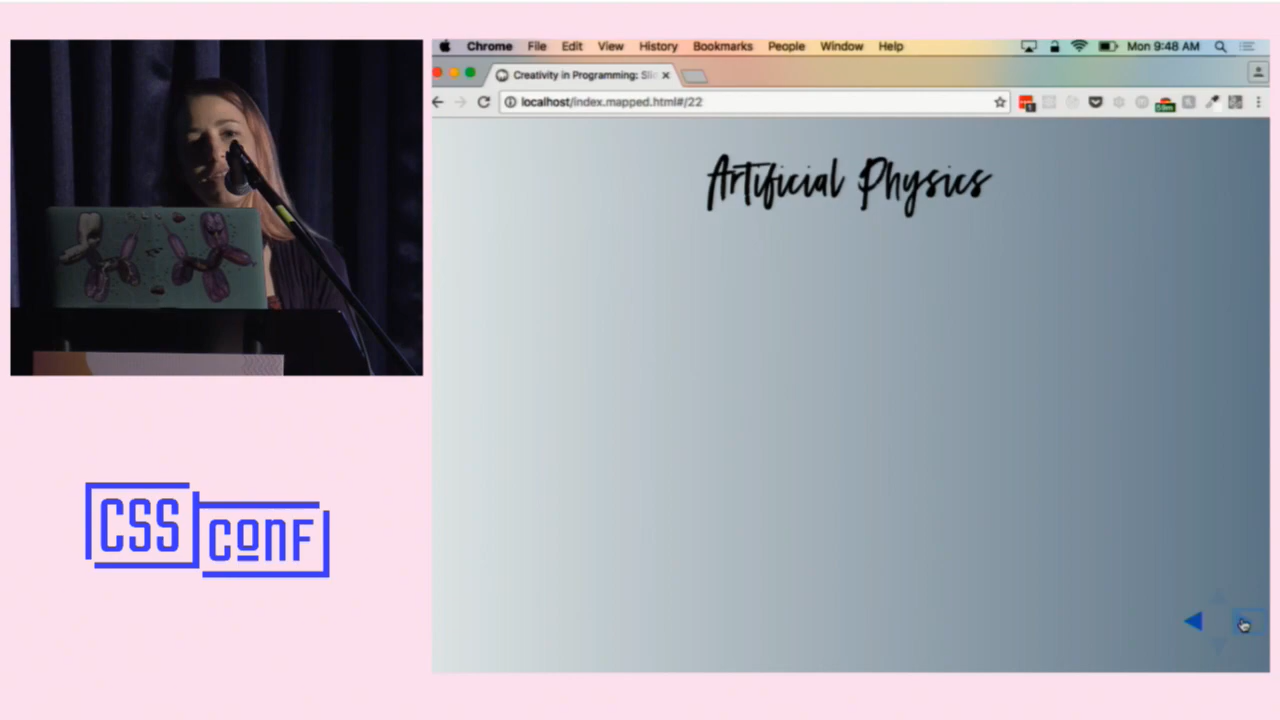 Chrome File Edit View History Bookmarks People Window Help Mon 9:48 AM
Creativity in Programming: Sli
localhost/index.mapped.html#/22
Artificial Physics
CSS
CONF